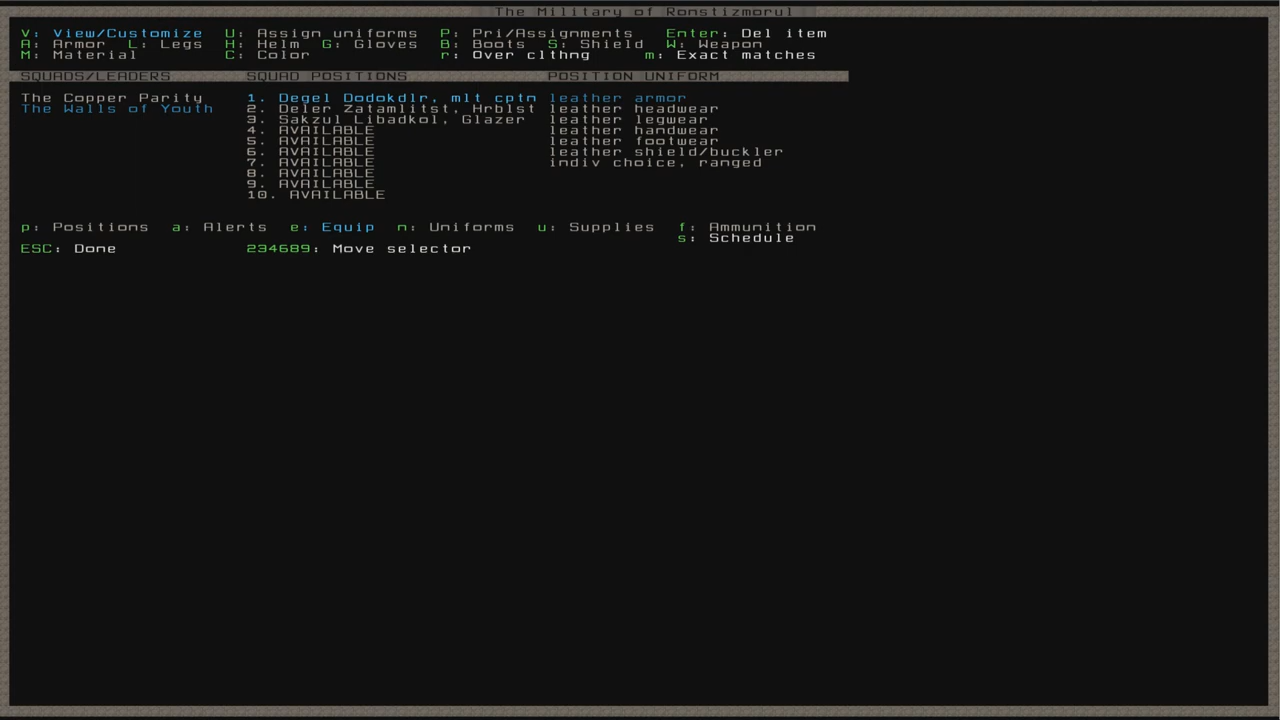 The Military of Ronstizmorul
V: View/Customize U: Assign uniforms P: Pri/Assignments Enter: Del item
A: Armor L: Legs H: Helm G: Gloves B: Boots S: Shield W: Weapon
M: Material C: Color r: Over clthng m: Exact matches
SQUADS/LEADERS SQUAD POSITIONS POSITION UNIFORM
The Copper Parity 1. Degel Dodokdlr, mlt cptn leather armor
The Walls of Youth 2. Deler Zatamlitst, Hrblst leather headwear
3. Sakzul Libadkol, Glazer leather legwear
4. AVAILABLE leather handwear
5. AVAILABLE leather footwear
6. AVAILABLE leather shield/buckler
7. AVAILABLE indiv choice, ranged
8. AVAILABLE
9. AVAILABLE
10. AVAILABLE
p: Positions a: Alerts e: Equip n: Uniforms u: Supplies f: Ammunition
s: Schedule
ESC: Done 234689: Move selector